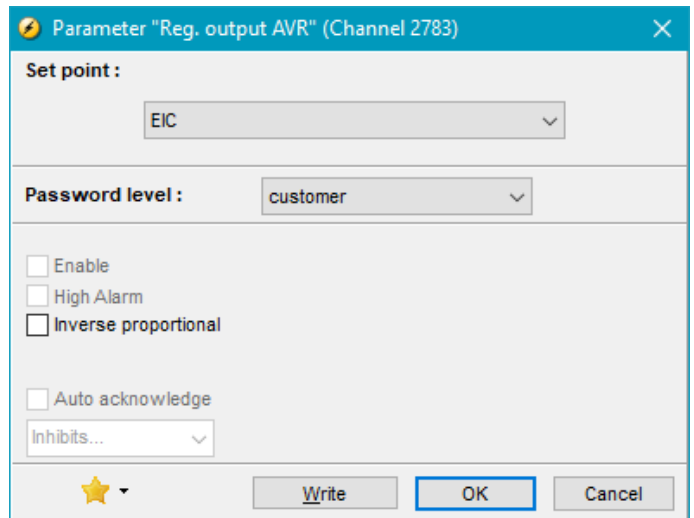 Parameter "Reg. output AVR" (Channel 2783)
Set point :
EIC
Password level : customer
Enable
High Alarm
Inverse proportional
Auto acknowledge
Inhibits...
Write OK Cancel